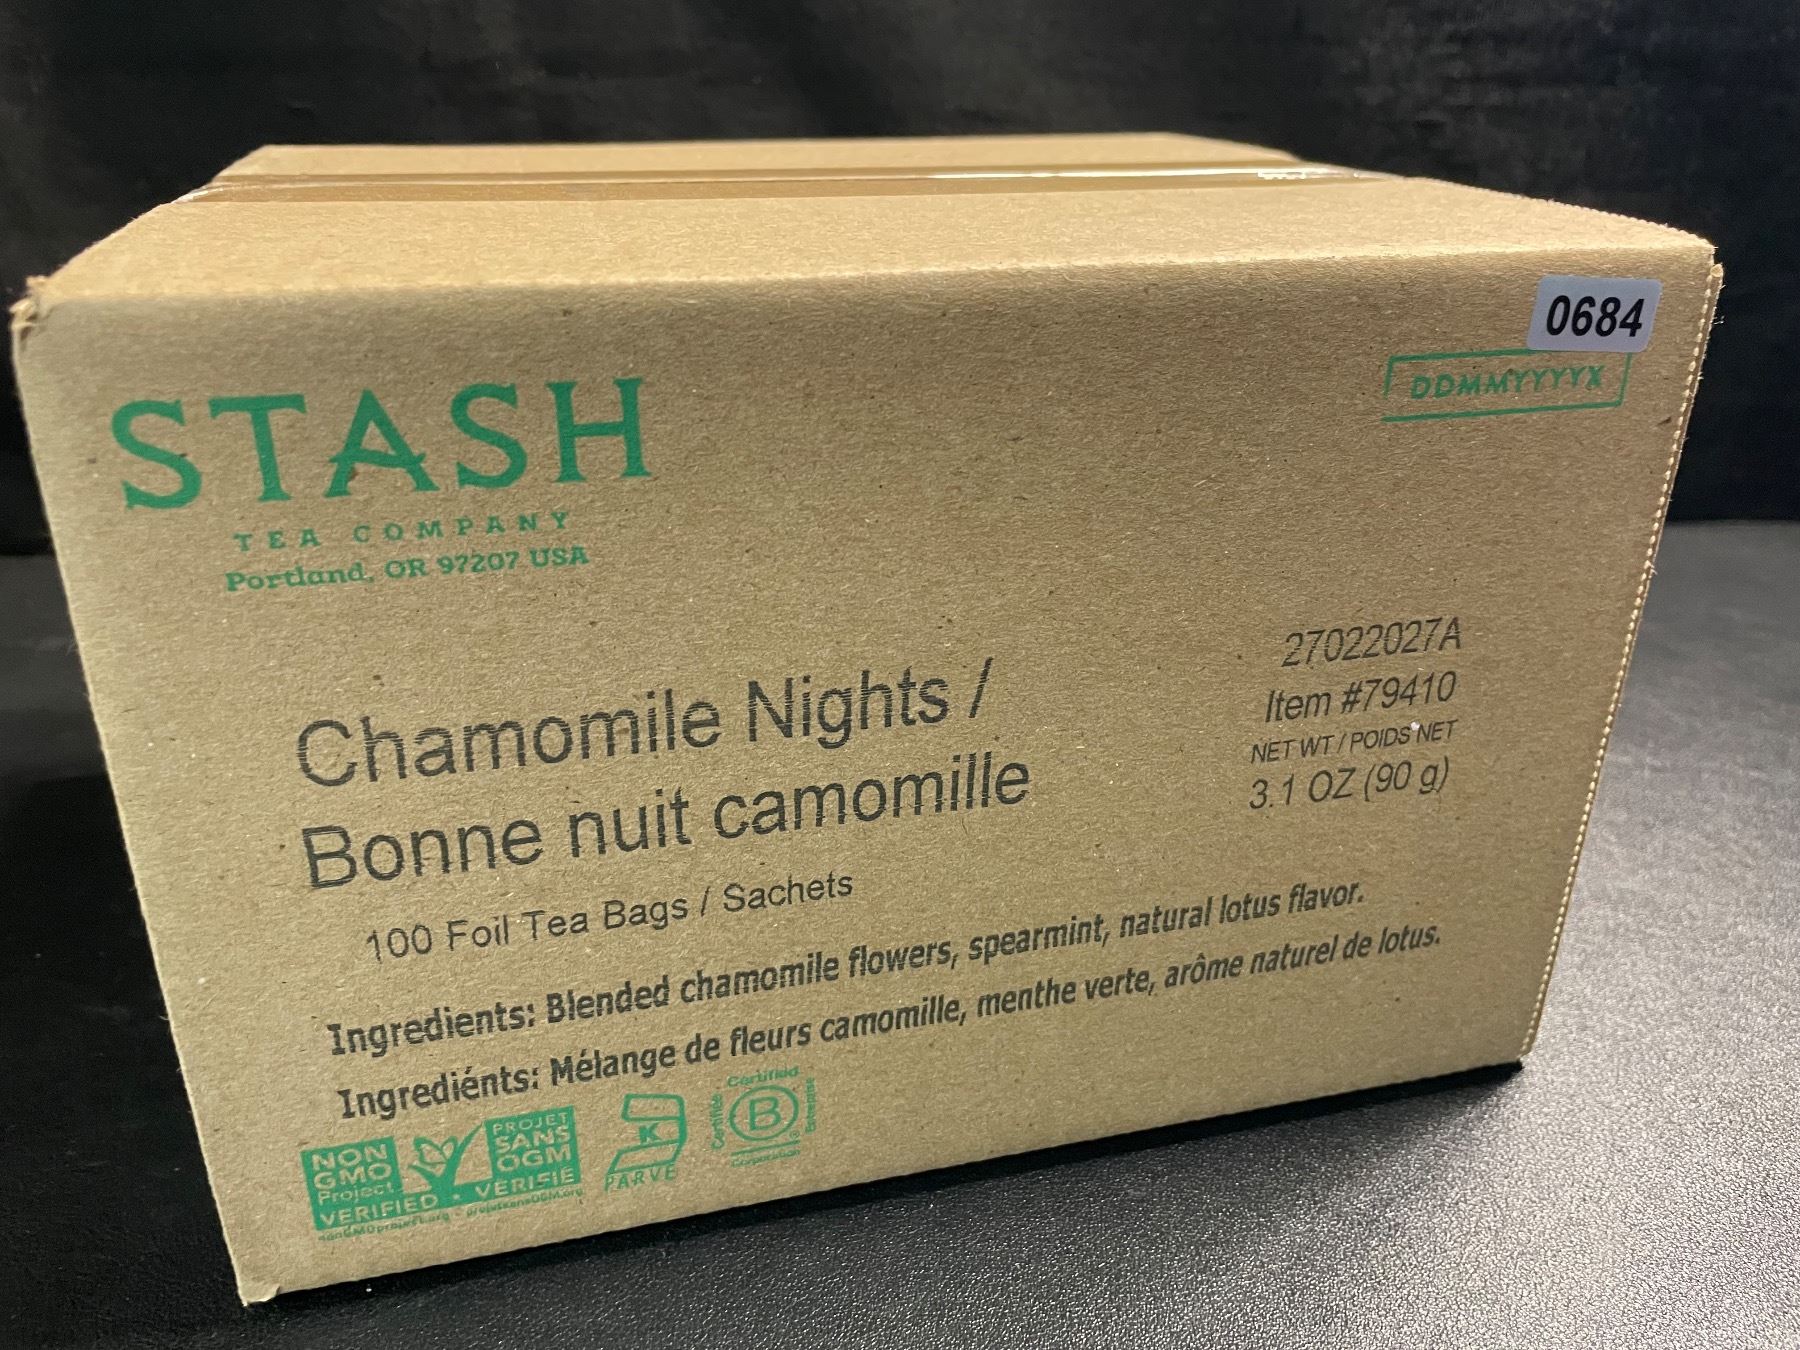 0684
DDMMYYYYX
STASH
TEA COMPANY
Portland, OR 97207 USA
27022027A
Item #79410
NET WT / POIDS NET
3.1 OZ (90 g)
Chamomile Nights /
Bonne nuit camomille
100 Foil Tea Bags / Sachets
Ingredients: Blended chamomile flowers, spearmint, natural lotus flavor.
Ingrediénts: Mélange de fleurs camomille, menthe verte, arôme naturel de lotus.
NON
GMO
Project
VERIFIED
PROJET
SANS
OGM
VÉRIFIÉ
K
PARVE
Certified
Certifiée
B
Entreprise
Corporation